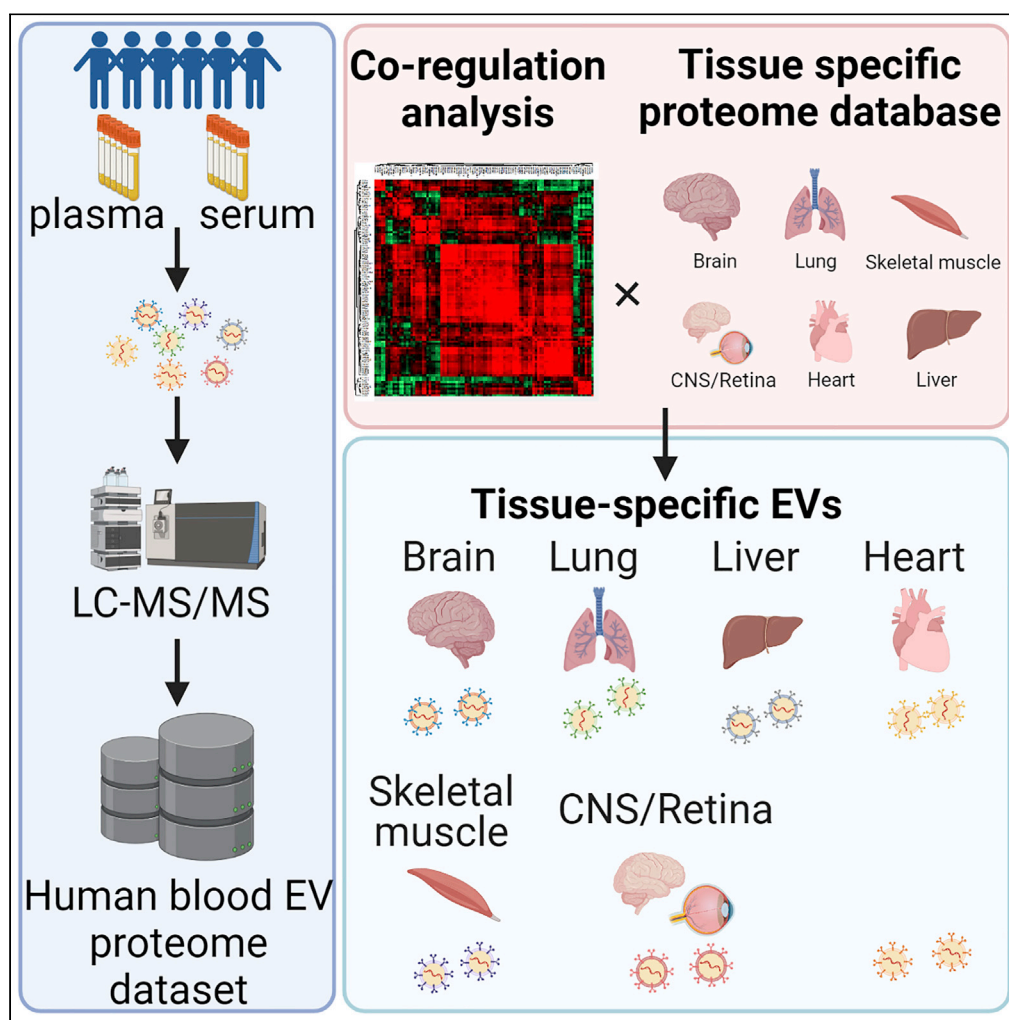 plasma serum
LC-MS/MS
Human blood EV
proteome
dataset
Co-regulation
analysis
Tissue specific
proteome database
×
Brain
Lung
Skeletal muscle
CNS/Retina
Heart
Liver
Tissue-specific EVs
Brain
Lung
Liver
Heart
Skeletal
muscle
CNS/Retina